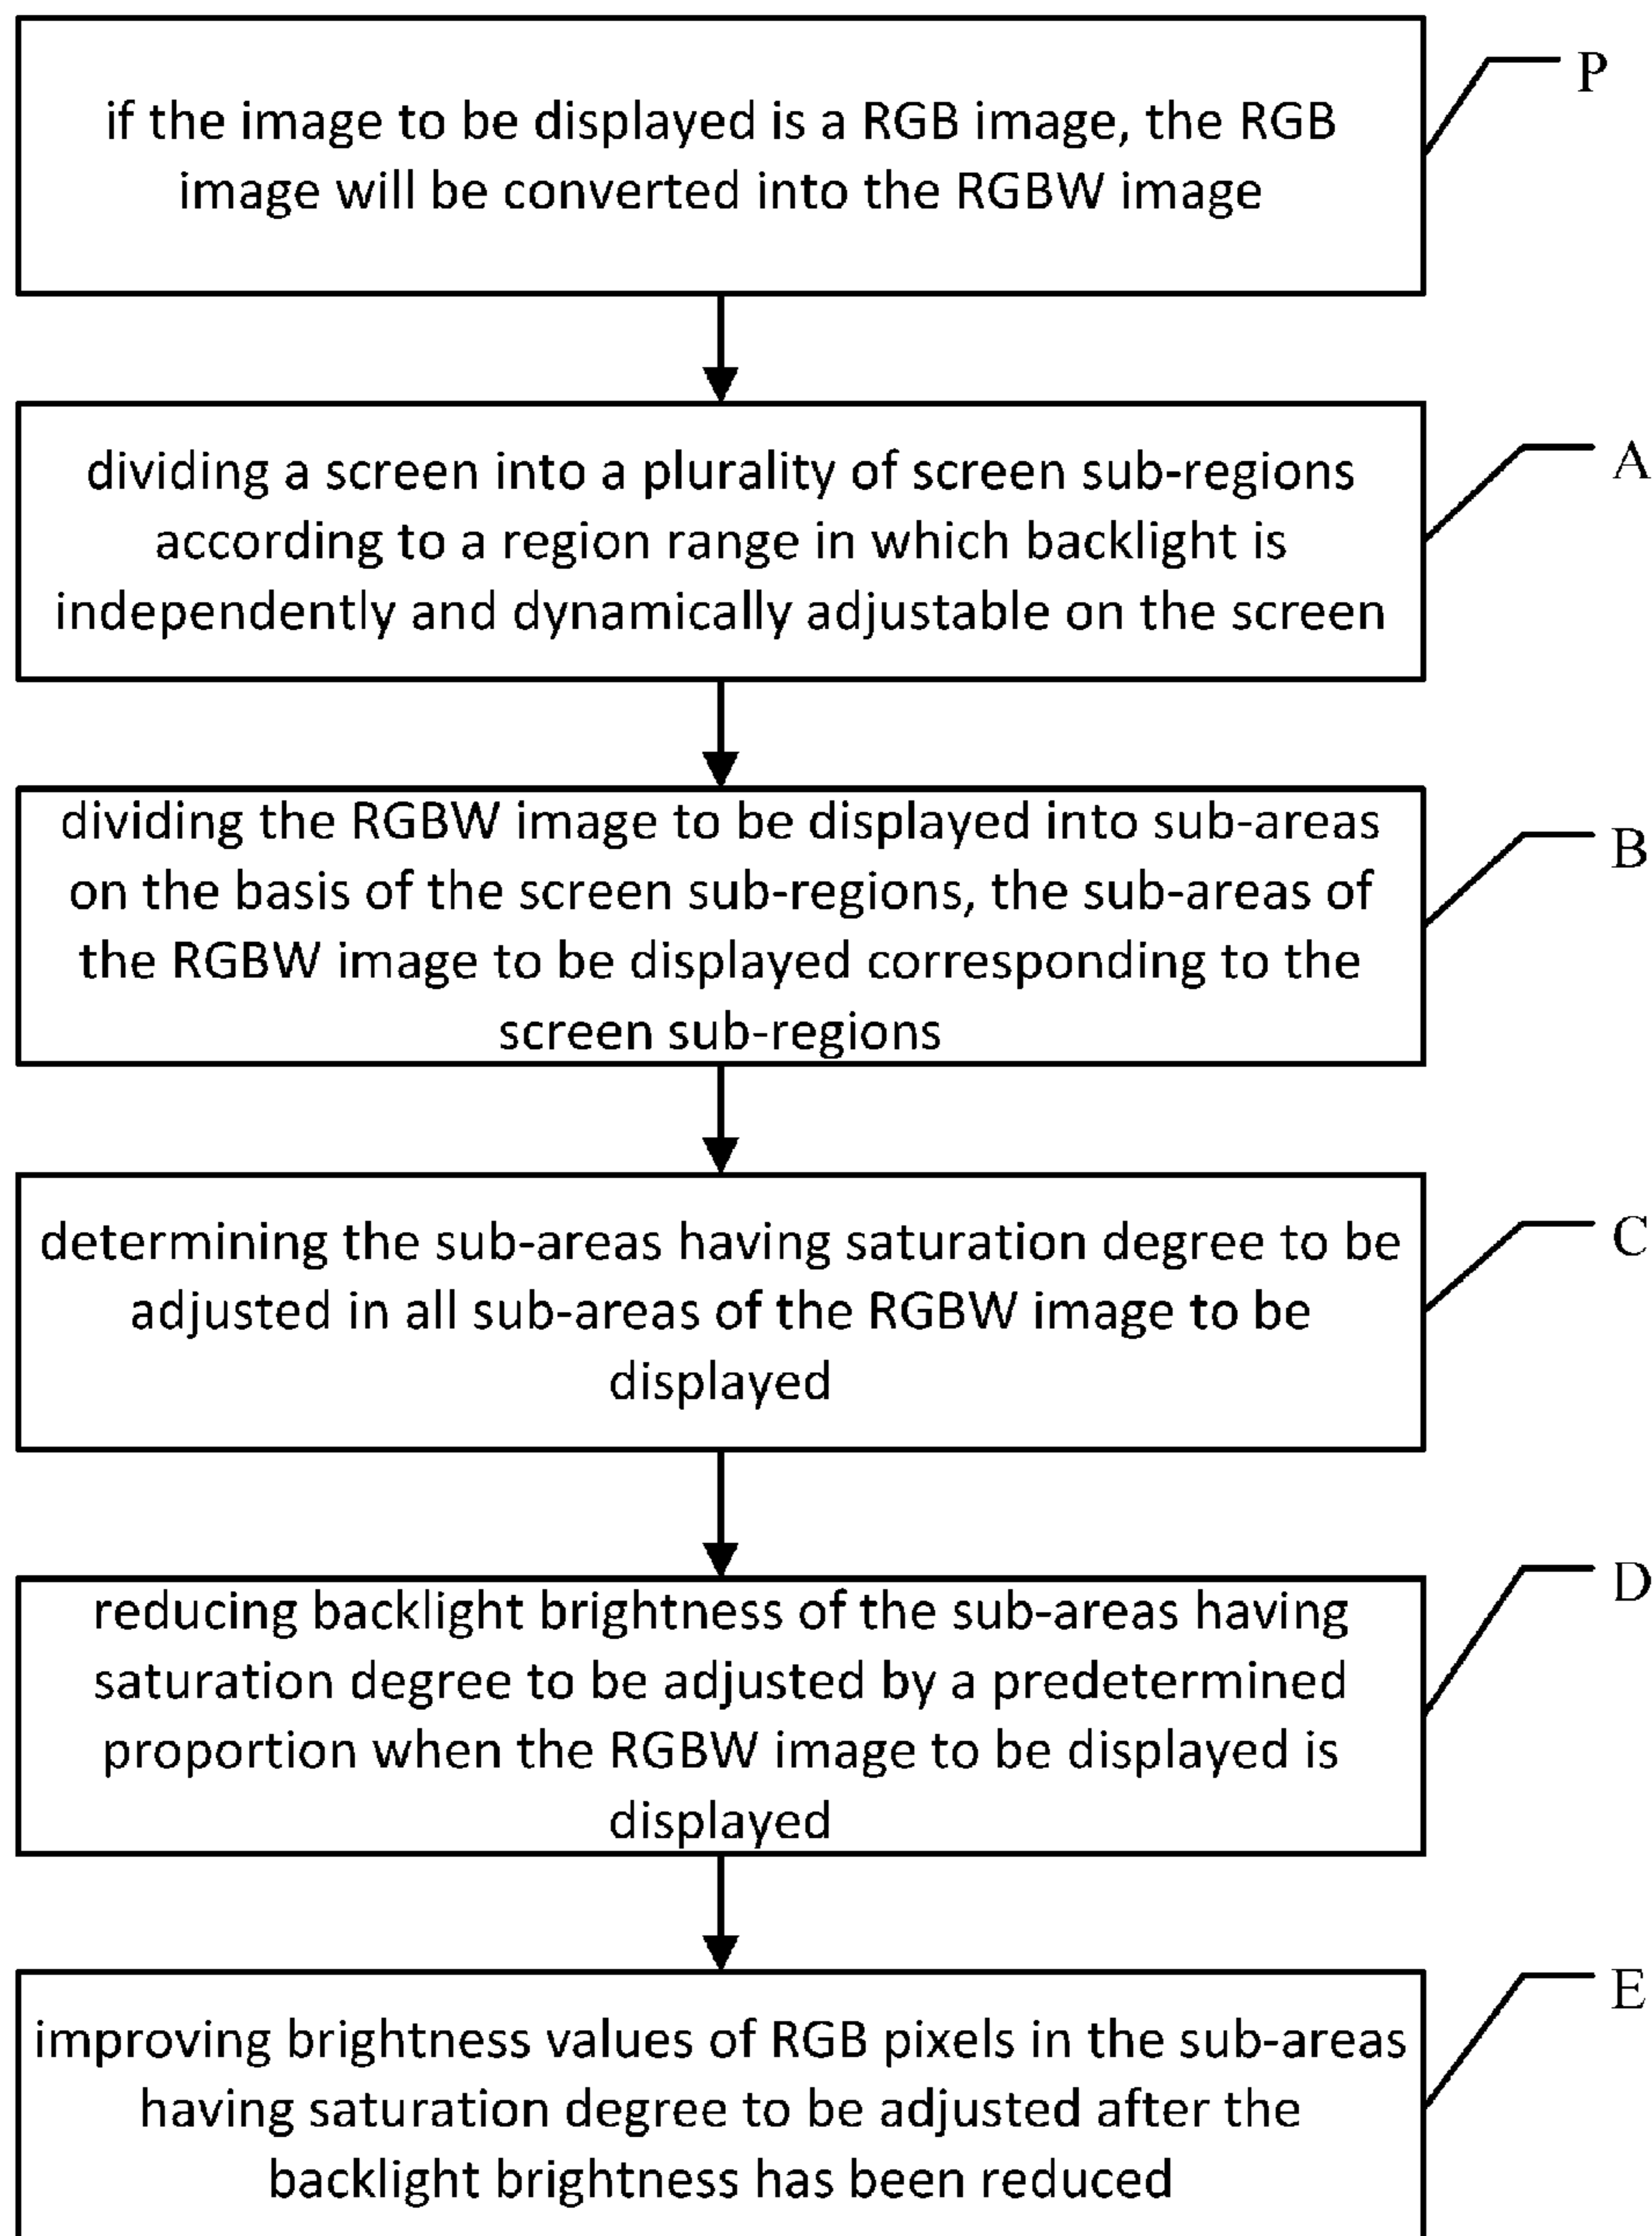 if the image to be displayed is a RGB image, the RGB
image will be converted into the RGBW image
P
dividing a screen into a plurality of screen sub-regions
according to a region range in which backlight is
independently and dynamically adjustable on the screen
A
dividing the RGBW image to be displayed into sub-areas
on the basis of the screen sub-regions, the sub-areas of
the RGBW image to be displayed corresponding to the
screen sub-regions
B
determining the sub-areas having saturation degree to be
adjusted in all sub-areas of the RGBW image to be
displayed
C
reducing backlight brightness of the sub-areas having
saturation degree to be adjusted by a predetermined
proportion when the RGBW image to be displayed is
displayed
D
improving brightness values of RGB pixels in the sub-areas
having saturation degree to be adjusted after the
backlight brightness has been reduced
E